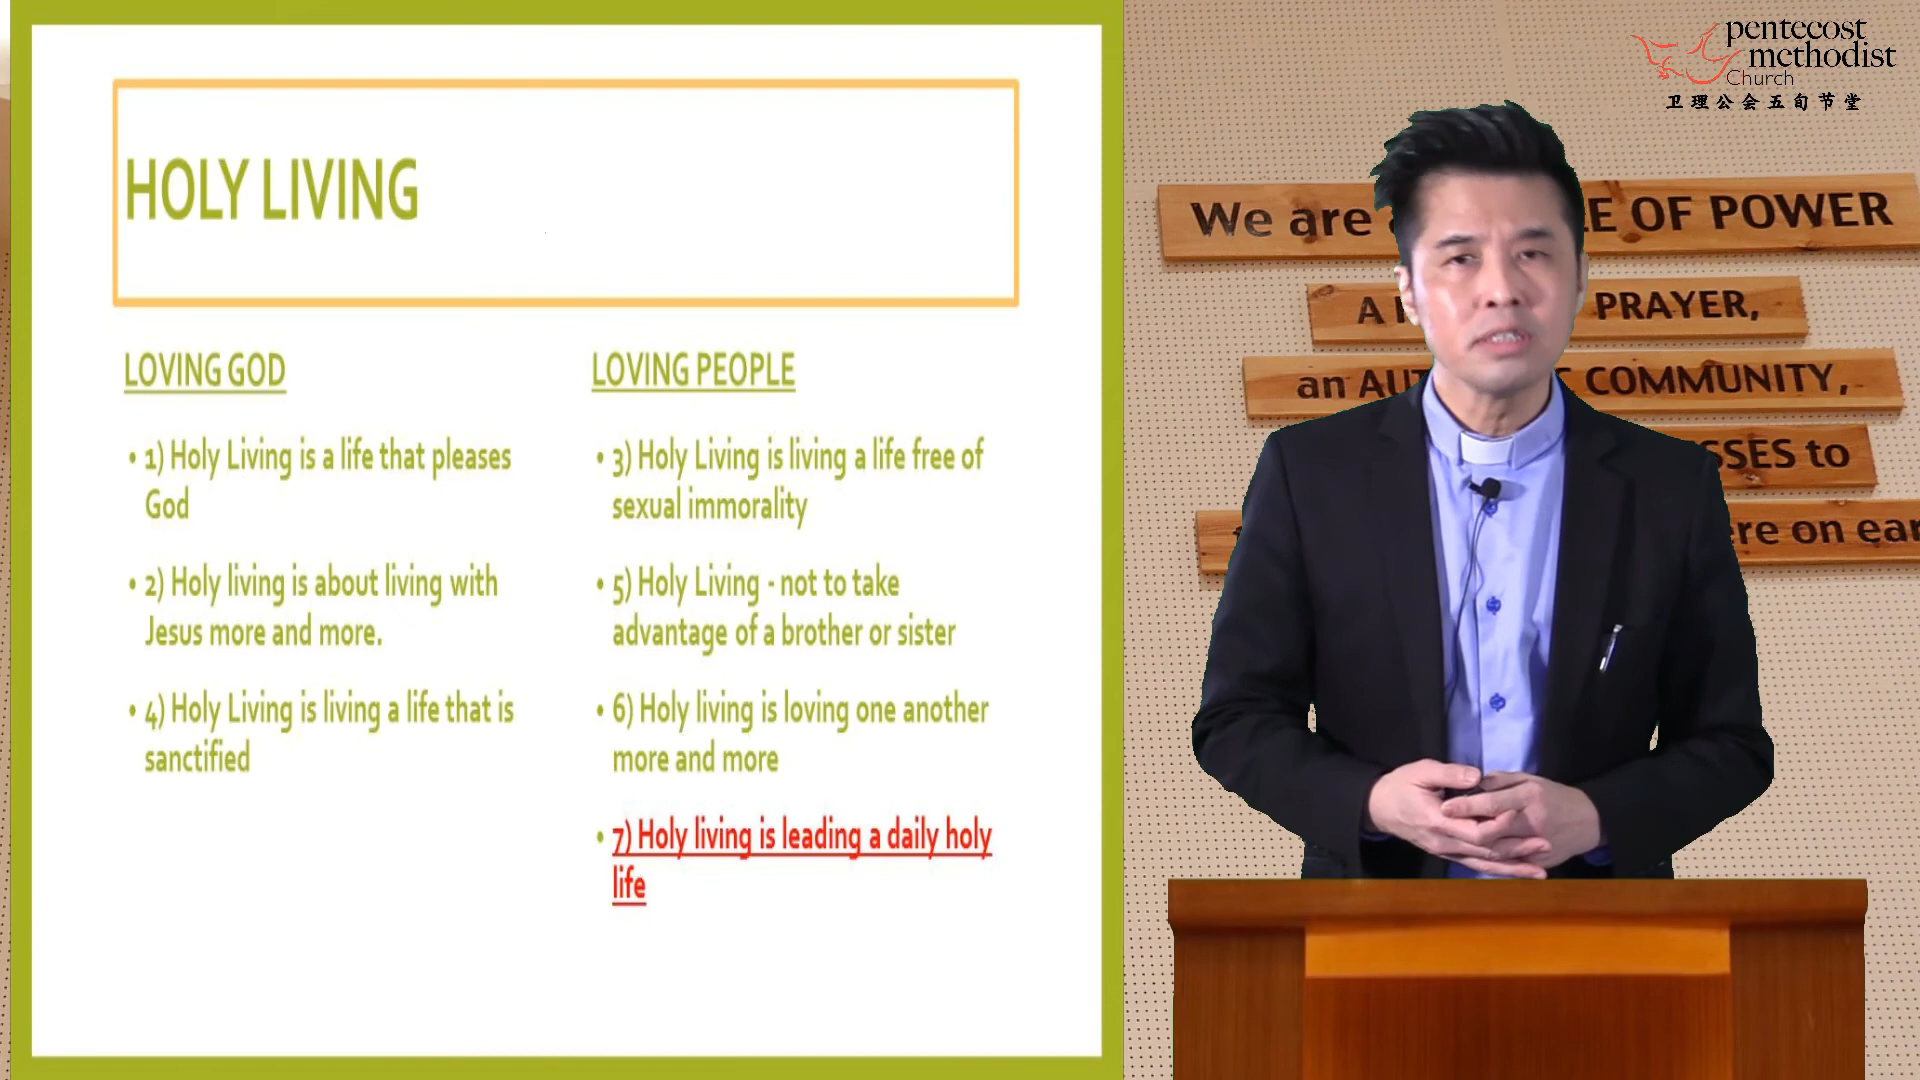 HOLY LIVING
LOVING GOD
• 1) Holy Living is a life that pleases
God
• 2) Holy living is about living with
Jesus more and more.
• 4) Holy Living is living a life that is
sanctified
LOVING PEOPLE
• 3) Holy Living is living a life free of
sexual immorality
• 5) Holy Living - not to take
advantage of a brother or sister
• 6) Holy living is loving one another
more and more
• 7) Holy living is leading a daily holy
life
pentecost
methodist
Church
卫理公会五旬节堂
We are OF POWER
A PRAYER,
an COMMUNITY,
to
on